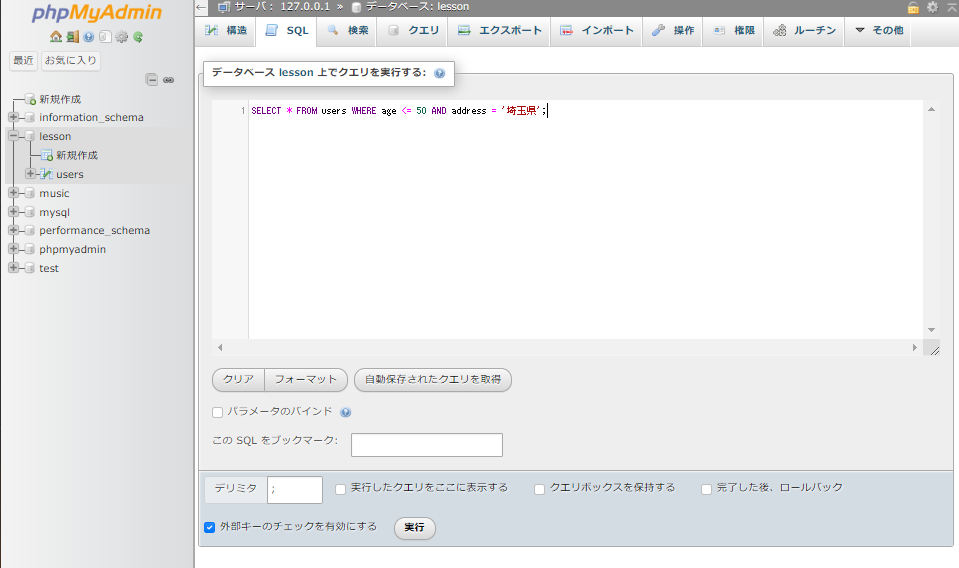 phpMyAdmin
最近 お気に入り
新規作成
information_schema
lesson
新規作成
users
music
mysql
performance_schema
phpmyadmin
test
サーバ: 127.0.0.1 » データベース: lesson
構造 SQL 検索 クエリ エクスポート インポート 操作 権限 ルーチン その他
データベース lesson 上でクエリを実行する:
1 SELECT * FROM users WHERE age <= 50 AND address = '埼玉県';
クリア フォーマット 自動保存されたクエリを取得
パラメータのバインド
この SQL をブックマーク:
デリミタ ; 実行したクエリをここに表示する クエリボックスを保持する 完了した後、ロールバック
外部キーのチェックを有効にする 実行